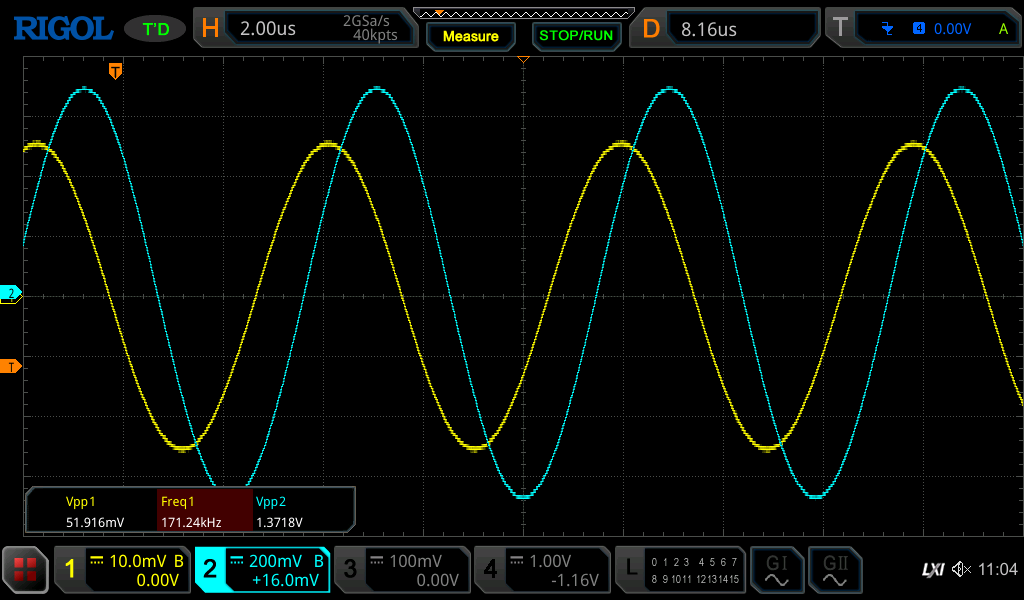 RIGOL T'D H 2.00us 2GSa/s 40kpts Measure STOP/RUN D 8.16us T 4 0.00V A
T
2
T
Vpp1 Freq1 Vpp2
51.916mV 171.24kHz 1.3718V
1 10.0mV B 0.00V
2 200mV B +16.0mV
3 100mV 0.00V
4 1.00V -1.16V
L 0 1 2 3 4 5 6 7
8 9 10 11 12 13 14 15
GI GII
LXI 11:04